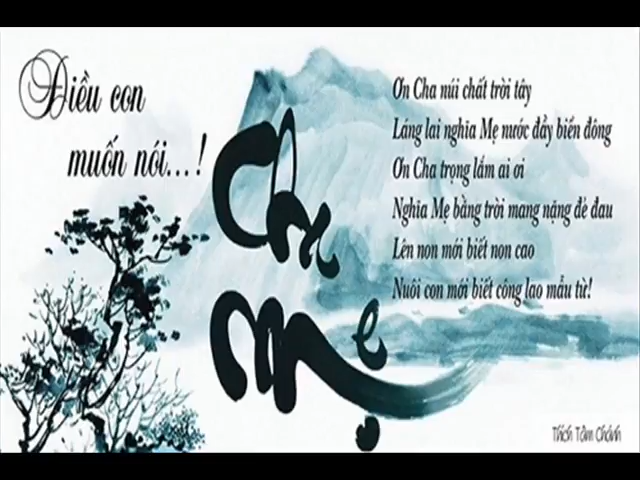 Điều con
muốn nói...!
Cha
Mẹ
Ơn Cha núi chất trời tây
Láng lai nghĩa Mẹ nước đầy biển đông
Ơn Cha trọng lắm ai ơi
Nghĩa Mẹ bằng trời mang nặng đẻ đau
Lên non mới biết non cao
Nuôi con mới biết công lao mẫu từ!
Thích Tâm Chánh